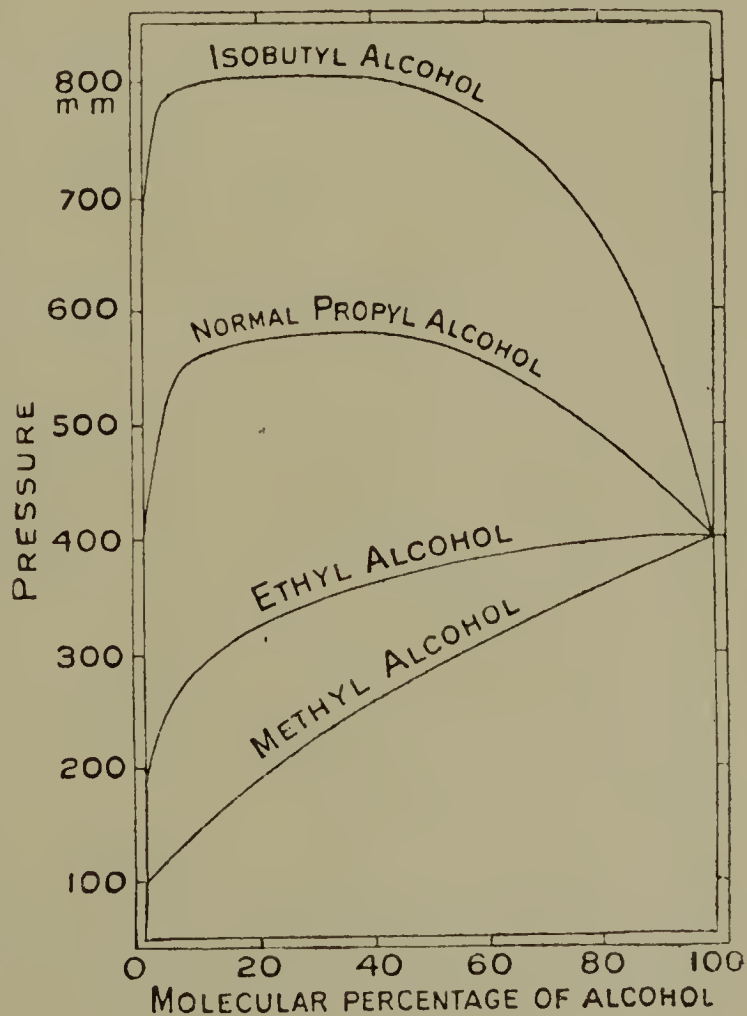 ISOBUTYL ALCOHOL
800
mm
700
600
NORMAL PROPYL ALCOHOL
500
PRESSURE
400
ETHYL ALCOHOL
METHYL ALCOHOL
300
200
100
0 20 40 60 80 100
MOLECULAR PERCENTAGE OF ALCOHOL